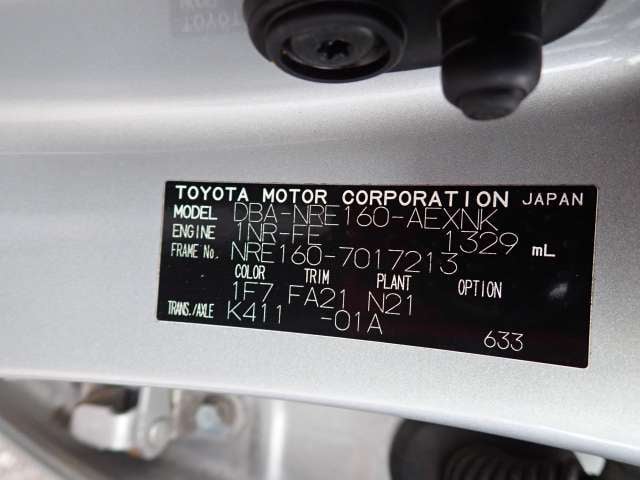 TOYOTA MOTOR CORPORATION JAPAN
MODEL DBA-NRE160-AEXNK
ENGINE 1NR-FE 1329 mL
FRAME No. NRE160-7017213
COLOR TRIM PLANT OPTION
1F7 FA21 N21
TRANS./AXLE K411 -01A
633